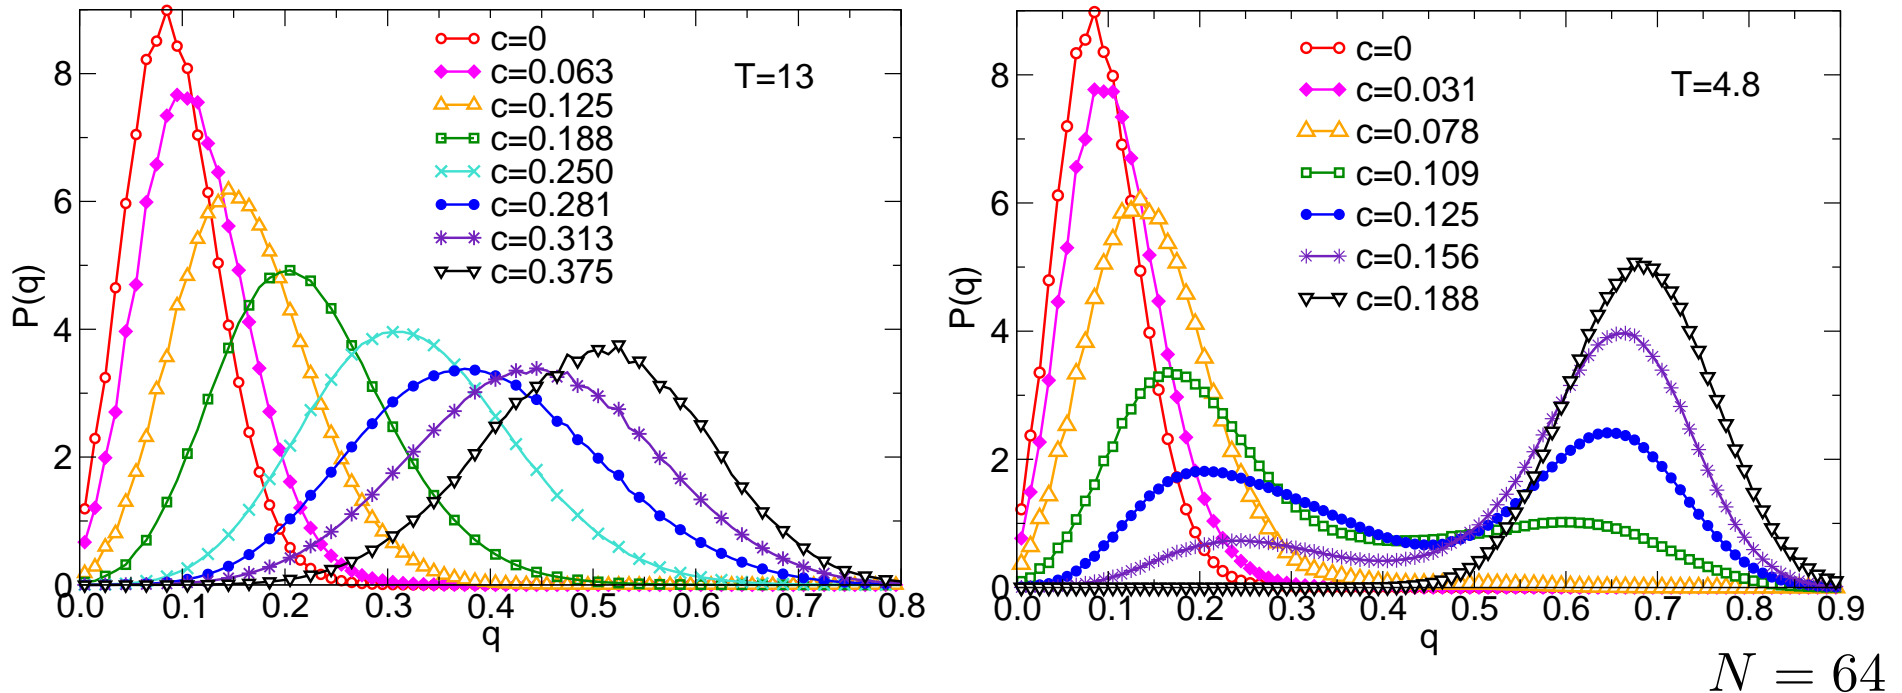 c=0
c=0.063
c=0.125
c=0.188
c=0.250
c=0.281
c=0.313
c=0.375
T=13
P(q)
8
6
4
2
0
0.0 0.1 0.2 0.3 0.4 0.5 0.6 0.7 0.8
q
c=0
c=0.031
c=0.078
c=0.109
c=0.125
c=0.156
c=0.188
T=4.8
P(q)
8
6
4
2
0
0.0 0.1 0.2 0.3 0.4 0.5 0.6 0.7 0.8 0.9
q
N = 64